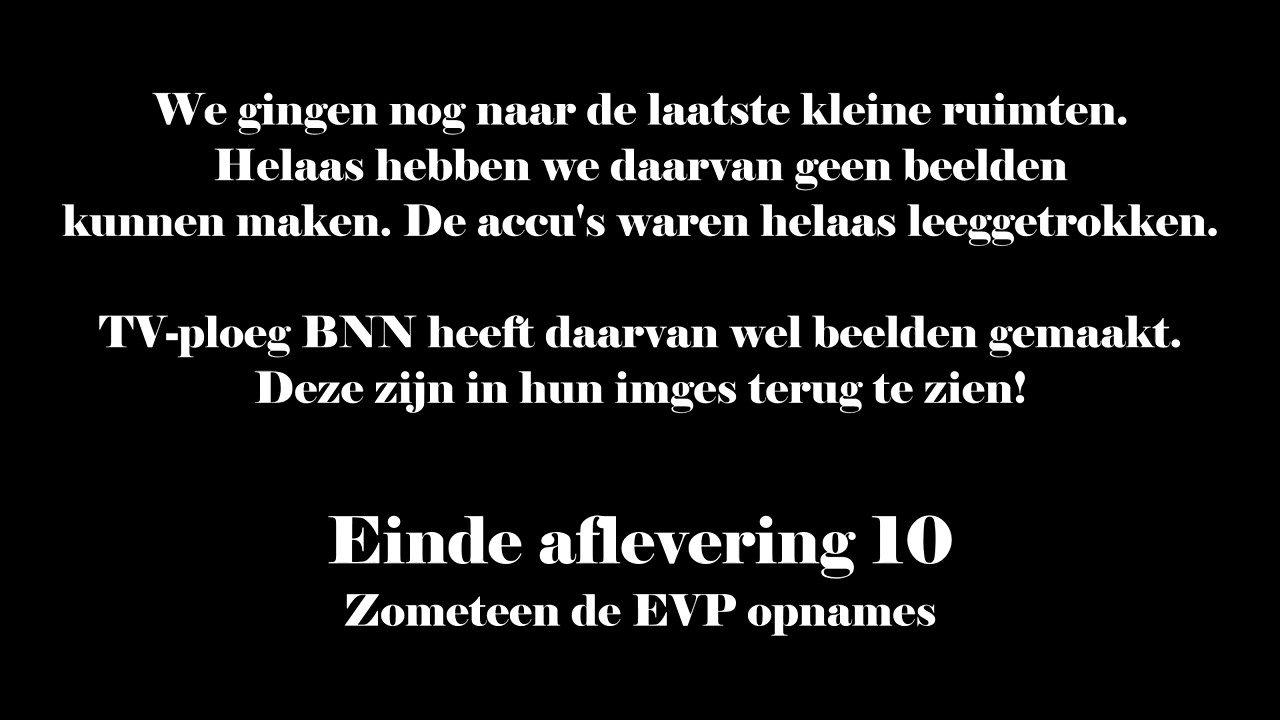 We gingen nog naar de laatste kleine ruimten.
Helaas hebben we daarvan geen beelden
kunnen maken. De accu's waren helaas leeggetrokken.
TV-ploeg BNN heeft daarvan wel beelden gemaakt.
Deze zijn in hun imges terug te zien!
Einde aflevering 10
Zometeen de EVP opnames